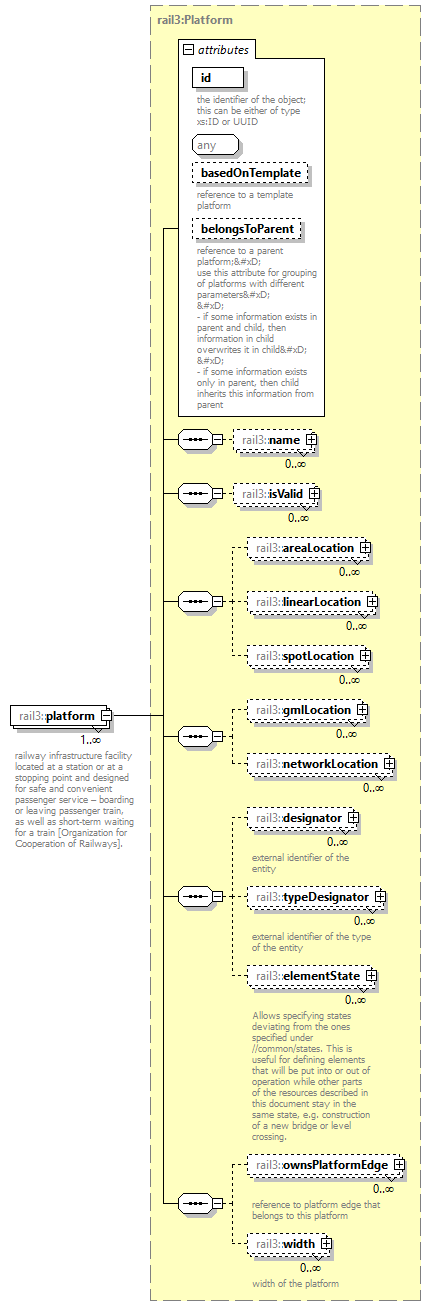 rail3:Platform
attributes
id
the identifier of the object;
this can be either of type
xs:ID or UUID
any
basedOnTemplate
reference to a template
platform
belongsToParent
reference to a parent
platform;&#xD;
use this attribute for grouping
of platforms with different
parameters&#xD;
&#xD;
- if some information exists in
parent and child, then
information in child
overwrites it in child&#xD;
&#xD;
- if some information exists
only in parent, then child
inherits this information from
parent
rail3::name
0..∞
rail3::isValid
0..∞
rail3::areaLocation
0..∞
rail3::linearLocation
0..∞
rail3::spotLocation
0..∞
rail3::platform
1..∞
railway infrastructure facility
located at a station or at a
stopping point and designed
for safe and convenient
passenger service – boarding
or leaving passenger train,
as well as short-term waiting
for a train [Organization for
Cooperation of Railways].
rail3::gmlLocation
0..∞
rail3::networkLocation
0..∞
rail3::designator
0..∞
external identifier of the
entity
rail3::typeDesignator
0..∞
external identifier of the type
of the entity
rail3::elementState
0..∞
Allows specifying states
deviating from the ones
specified under
//common/states. This is
useful for defining elements
that will be put into or out of
operation while other parts
of the resources described in
this document stay in the
same state, e.g. construction
of a new bridge or level
crossing.
rail3::ownsPlatformEdge
0..∞
reference to platform edge that
belongs to this platform
rail3::width
0..∞
width of the platform